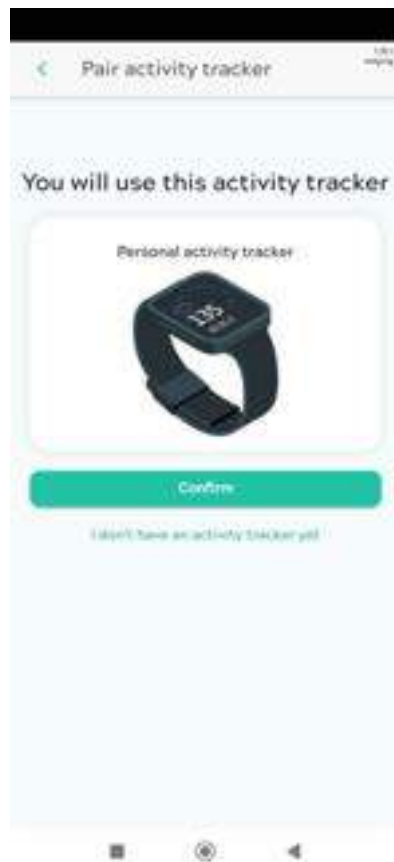 Pair activity tracker
You will use this activity tracker
Personal activity tracker
135
Confirm
I don't have an activity tracker yet